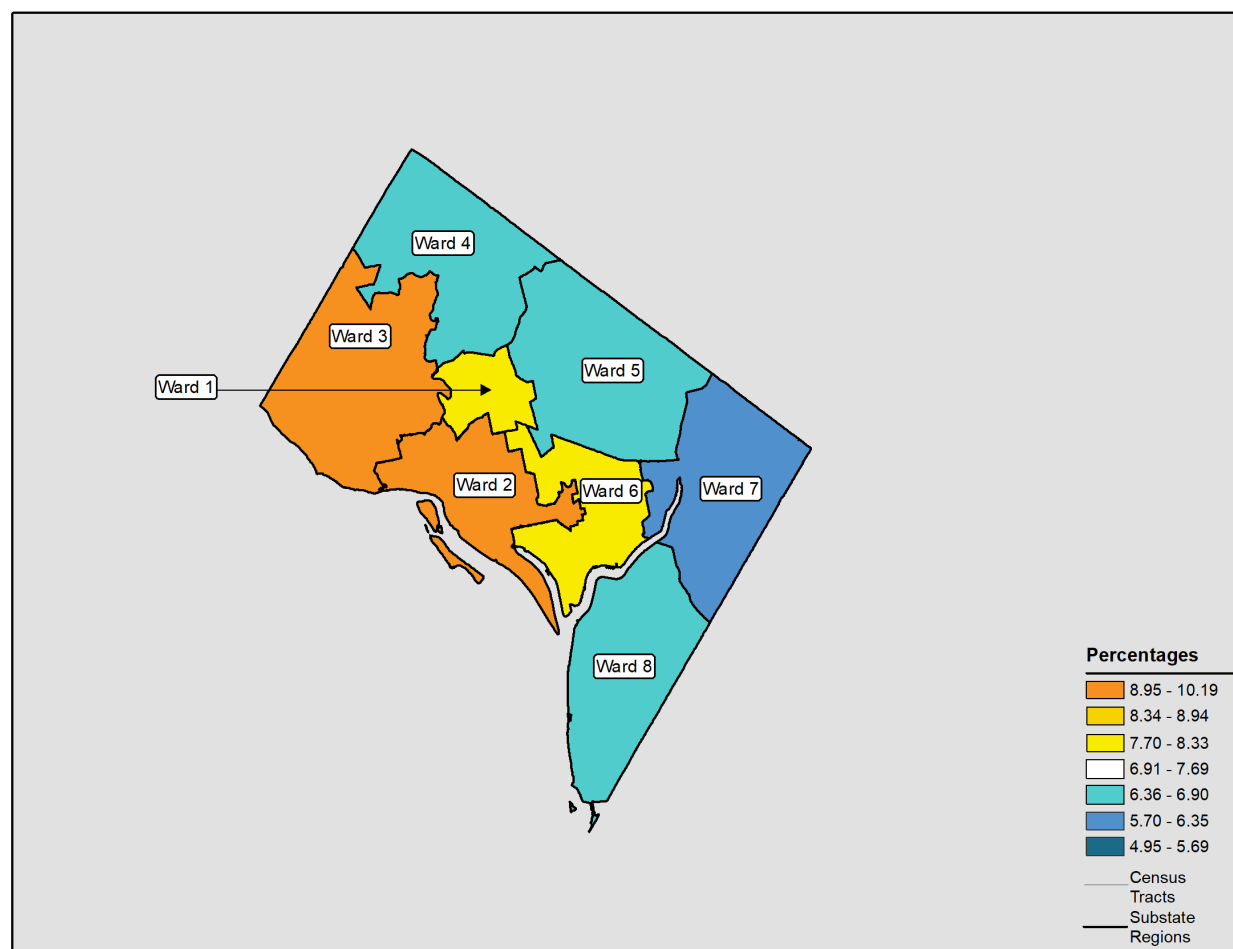 Ward 4
Ward 3
Ward 1
Ward 5
Ward 2
Ward 6
Ward 7
Ward 8
Percentages
8.95 - 10.19
8.34 - 8.94
7.70 - 8.33
6.91 - 7.69
6.36 - 6.90
5.70 - 6.35
4.95 - 5.69
Census
Tracts
Substate
Regions